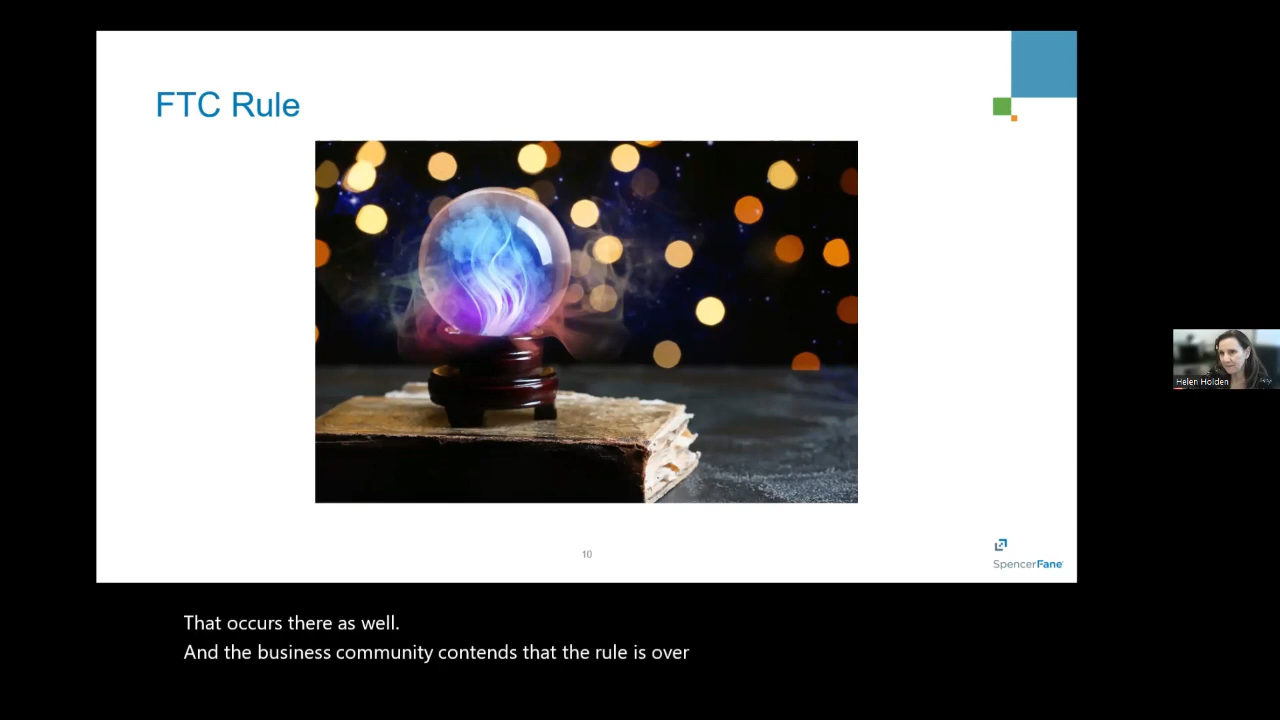 FTC Rule
Helen Holden
10
SpencerFane
That occurs there as well.
And the business community contends that the rule is over